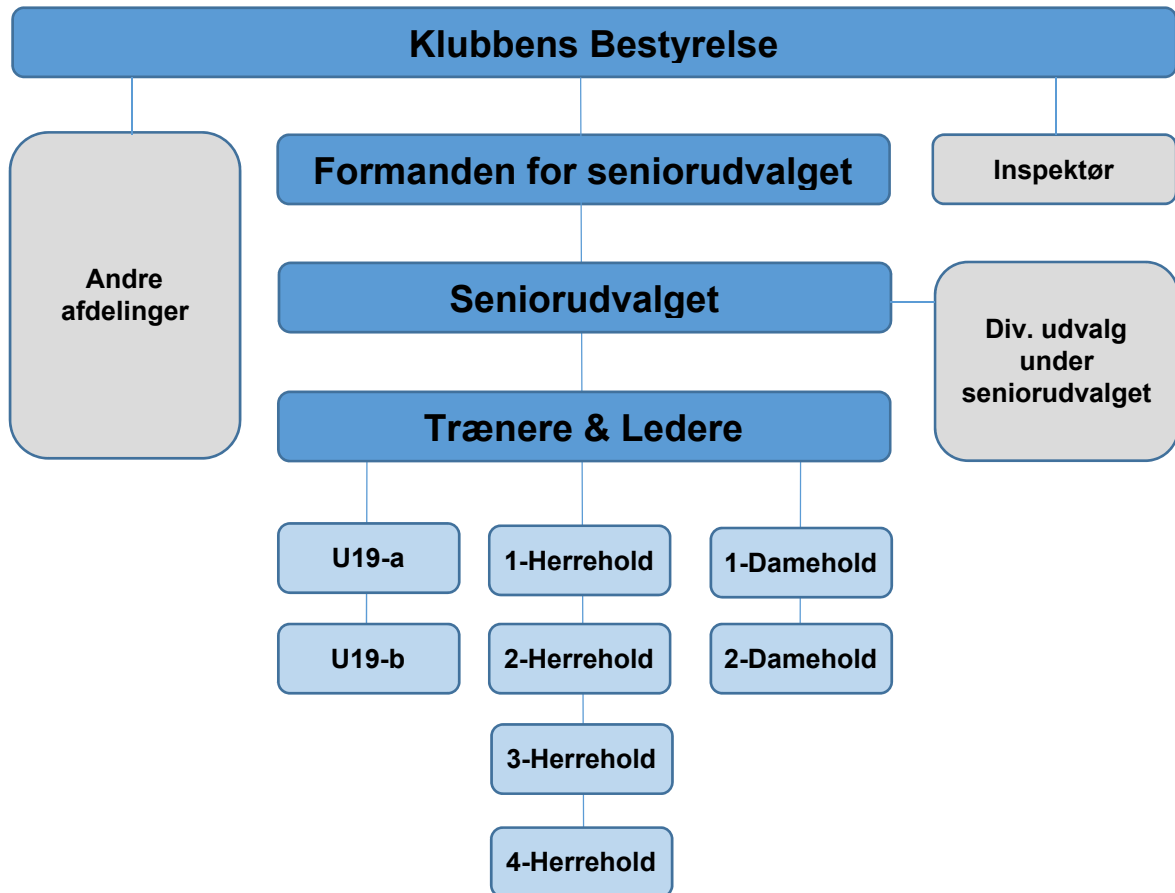 Klubbens Bestyrelse
Formanden for seniorudvalget
Inspektør
Andre
afdelinger
Seniorudvalget
Div. udvalg
under
seniorudvalget
Trænere & Ledere
U19-a
1-Herrehold
1-Damehold
U19-b
2-Herrehold
2-Damehold
3-Herrehold
4-Herrehold